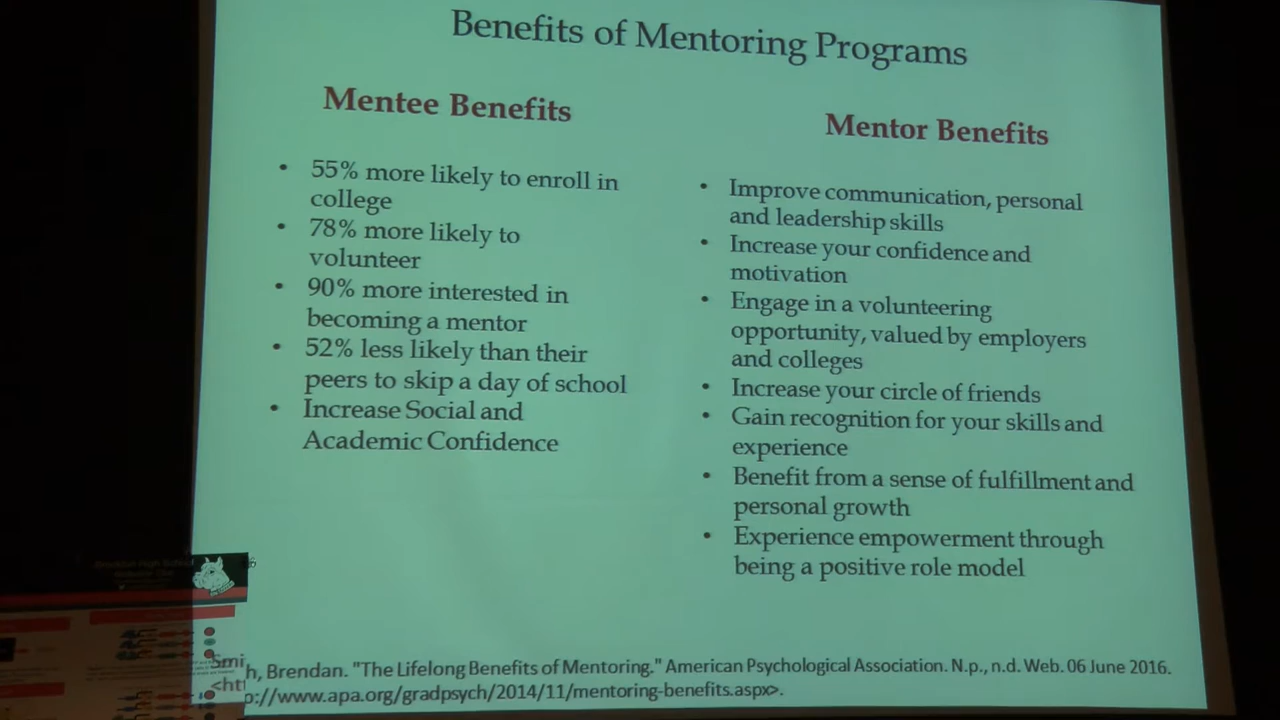 Benefits of Mentoring Programs
Mentee Benefits
• 55% more likely to enroll in
college
• 78% more likely to
volunteer
• 90% more interested in
becoming a mentor
• 52% less likely than their
peers to skip a day of school
• Increase Social and
Academic Confidence
Mentor Benefits
• Improve communication, personal
and leadership skills
• Increase your confidence and
motivation
• Engage in a volunteering
opportunity, valued by employers
and colleges
• Increase your circle of friends
• Gain recognition for your skills and
experience
• Benefit from a sense of fulfillment and
personal growth
• Experience empowerment through
being a positive role model
Smith, Brendan. "The Lifelong Benefits of Mentoring." American Psychological Association. N.p., n.d. Web. 06 June 2016.
<http://www.apa.org/gradpsych/2014/11/mentoring-benefits.aspx>.